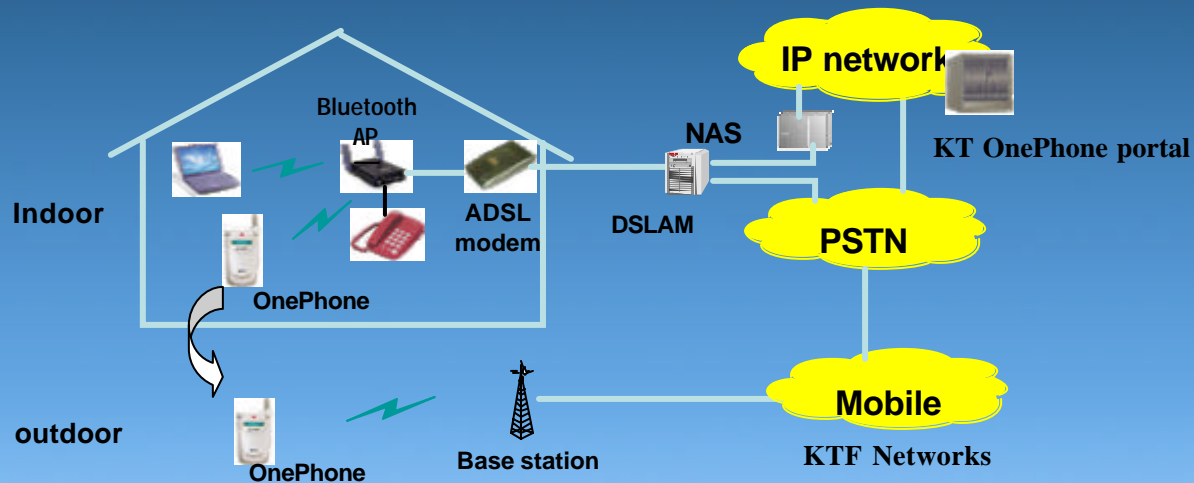 IP network
Bluetooth
AP
NAS
KT OnePhone portal
Indoor
ADSL
modem
DSLAM
PSTN
OnePhone
Mobile
outdoor
OnePhone
Base station
KTF Networks